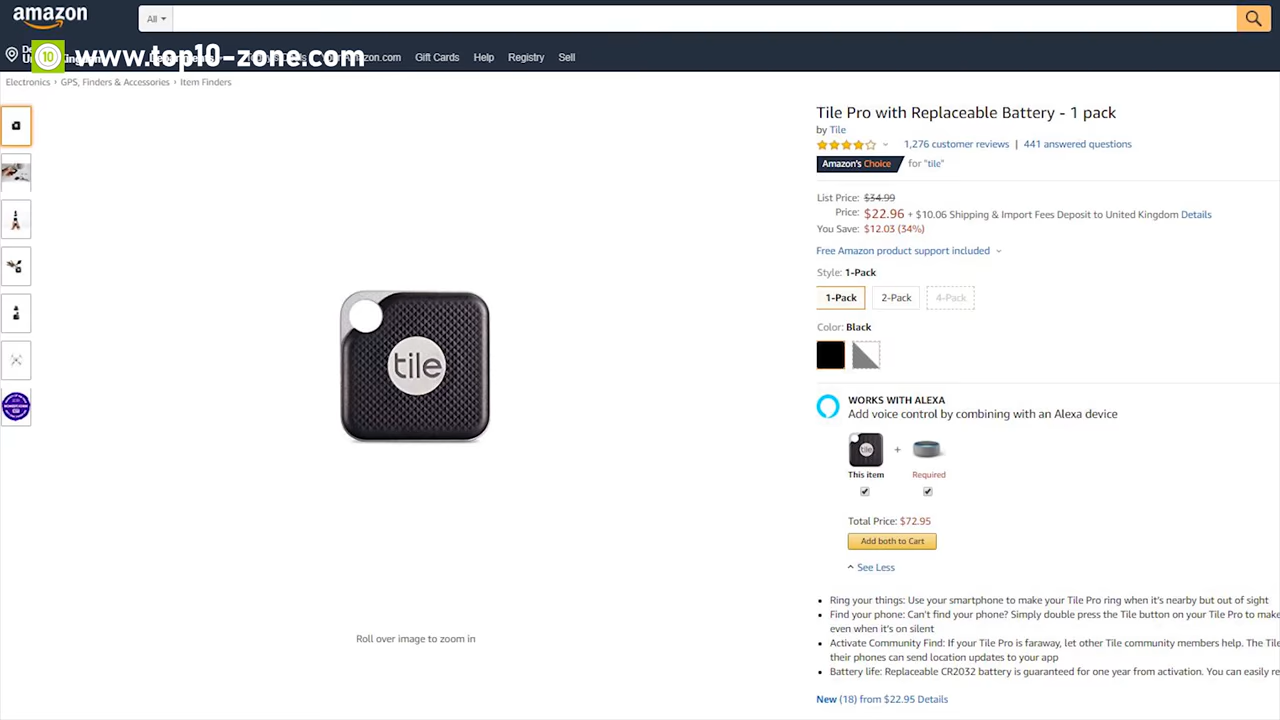 amazon
All
10
www.top10-zone.com
Amazon.com
Gift Cards
Help
Registry
Sell
Electronics › GPS, Finders & Accessories › Item Finders
Tile Pro with Replaceable Battery - 1 pack
by Tile
1,276 customer reviews | 441 answered questions
Amazon's Choice for "tile"
List Price: $34.99
Price: $22.96 + $10.06 Shipping & Import Fees Deposit to United Kingdom Details
You Save: $12.03 (34%)
Free Amazon product support included
Style: 1-Pack
1-Pack
2-Pack
4-Pack
Color: Black
tile
WORKS WITH ALEXA
Add voice control by combining with an Alexa device
tile
+
This item
Required
Total Price: $72.95
Add both to Cart
See Less
Ring your things: Use your smartphone to make your Tile Pro ring when it's nearby but out of sight
Find your phone: Can't find your phone? Simply double press the Tile button on your Tile Pro to make
even when it's on silent
Activate Community Find: If your Tile Pro is faraway, let other Tile community members help. The Tile
their phones can send location updates to your app
Battery life: Replaceable CR2032 battery is guaranteed for one year from activation. You can easily re
Roll over image to zoom in
New (18) from $22.95 Details